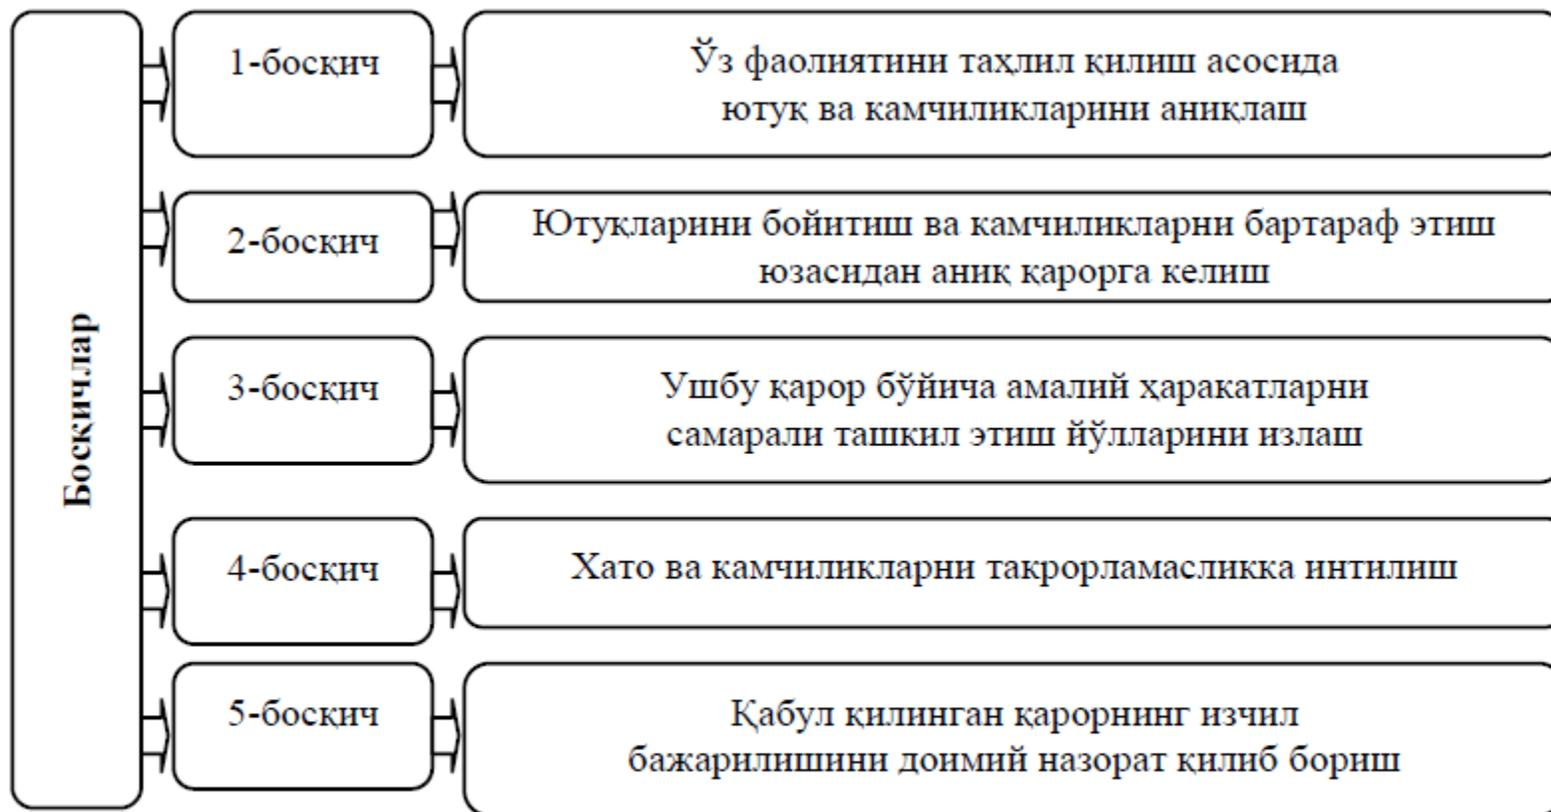 Босқичлар
1-босқич
Ўз фаолиятини таҳлил қилиш асосида
ютуқ ва камчиликларини аниқлаш
2-босқич
Ютуқларини бойитиш ва камчиликларни бартараф этиш
юзасидан аниқ қарорга келиш
3-босқич
Ушбу қарор бўйича амалий ҳаракатларни
самарали ташкил этиш йўлларини излаш
4-босқич
Хато ва камчиликларни такрорламасликка интилиш
5-босқич
Қабул қилинган қарорнинг изчил
бажарилишини доимий назорат қилиб бориш